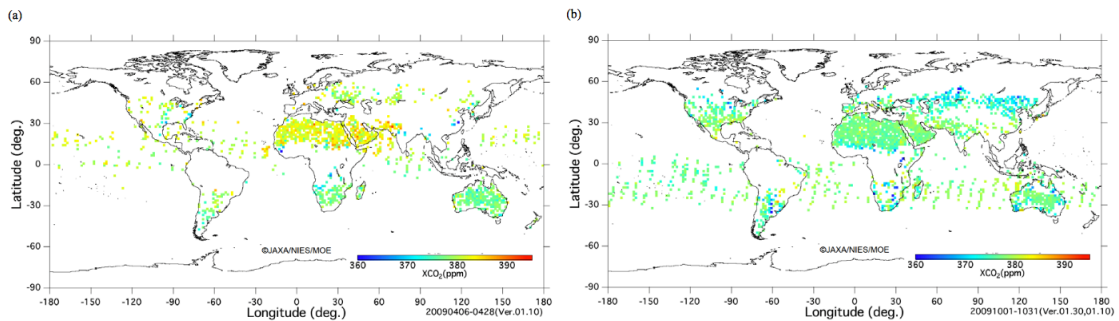 (a)
90
60
30
0
-30
-60
-90
Latitude (deg.)
©JAXA/NIES/MOE
360 370 380 390
XCO2(ppm)
-180 -150 -120 -90 -60 -30 0 30 60 90 120 150 180
Longitude (deg.)
20090406-0428(Ver.01.10)
(b)
90
60
30
0
-30
-60
-90
Latitude (deg.)
©JAXA/NIES/MOE
360 370 380 390
XCO2(ppm)
-180 -150 -120 -90 -60 -30 0 30 60 90 120 150 180
Longitude (deg.)
20091001-1031(Ver.01.30,01.10)